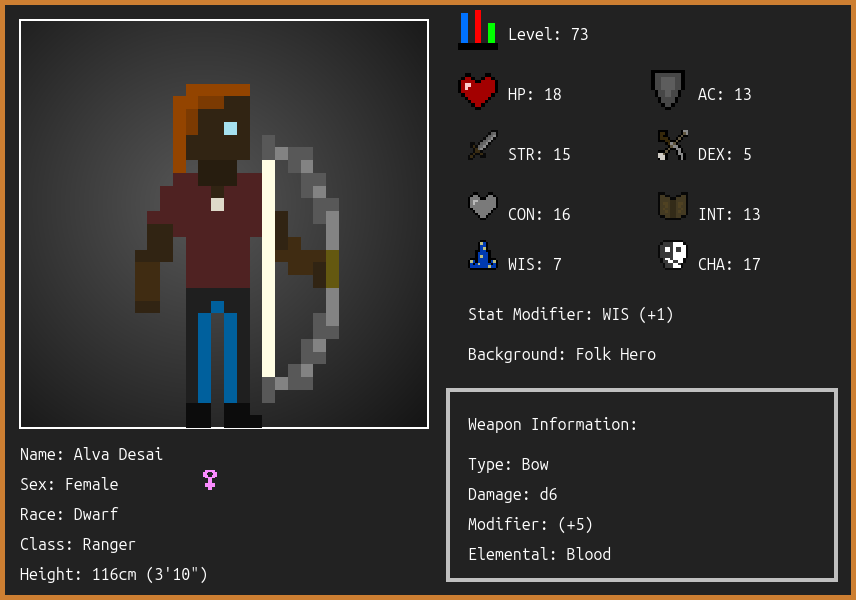 Level: 73
HP: 18
AC: 13
STR: 15
DEX: 5
CON: 16
INT: 13
WIS: 7
CHA: 17
Stat Modifier: WIS (+1)
Background: Folk Hero
Weapon Information:
Type: Bow
Damage: d6
Modifier: (+5)
Elemental: Blood
Name: Alva Desai
Sex: Female
Race: Dwarf
Class: Ranger
Height: 116cm (3'10")